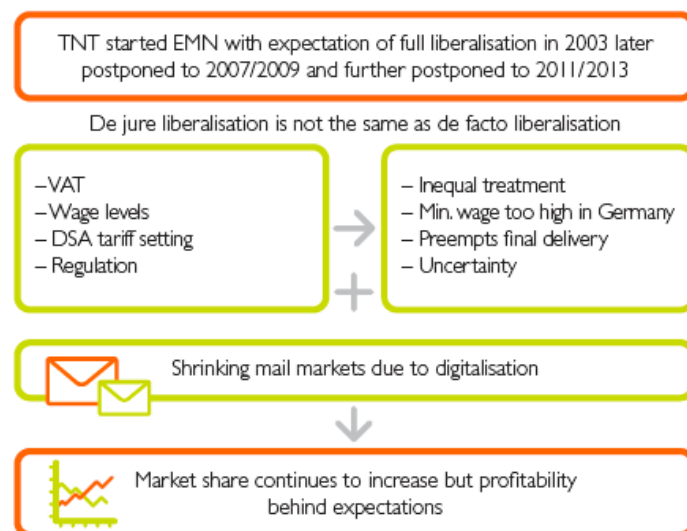 TNT started EMN with expectation of full liberalisation in 2003 later
postponed to 2007/2009 and further postponed to 2011/2013
De jure liberalisation is not the same as de facto liberalisation
– VAT
– Wage levels
– DSA tariff setting
– Regulation
– Inequal treatment
– Min. wage too high in Germany
– Preempts final delivery
– Uncertainty
Shrinking mail markets due to digitalisation
Market share continues to increase but profitability
behind expectations